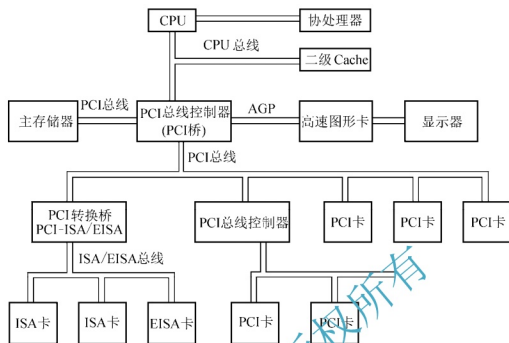 CPU
协处理器
CPU 总线
二级 Cache
主存储器
PCI总线
PCI总线控制器
(PCI桥)
AGP
高速图形卡
显示器
PCI总线
PCI转换桥
PCI-ISA/EISA
PCI总线控制器
PCI卡
PCI卡
PCI卡
ISA/EISA总线
ISA卡
ISA卡
EISA卡
PCI卡
PCI卡
权所有